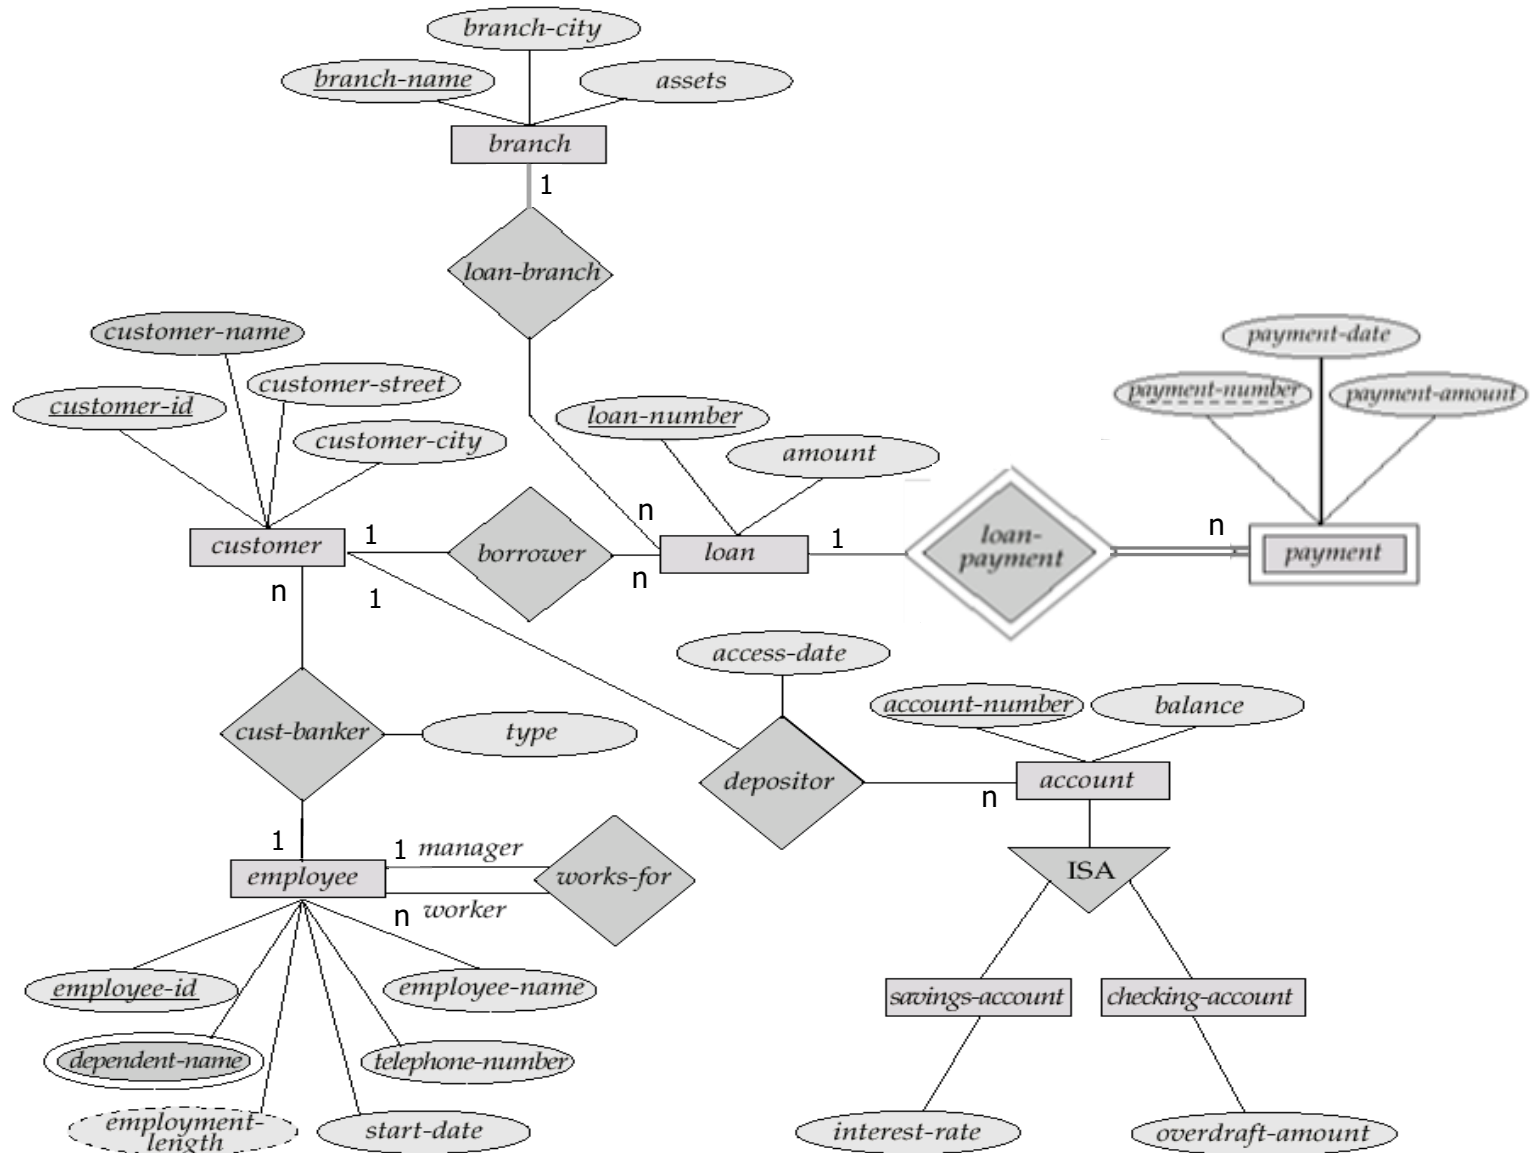 branch-city
branch-name
assets
branch
1
loan-branch
customer-name
customer-street
customer-id
customer-city
loan-number
amount
payment-date
payment-number
payment-amount
n
customer
1
borrower
n
loan
1
loan-
payment
n
payment
n
1
access-date
cust-banker
type
depositor
account-number
balance
account
n
1
employee
1 manager
n worker
works-for
ISA
employee-id
employee-name
dependent-name
telephone-number
employment-
length
start-date
savings-account
checking-account
interest-rate
overdraft-amount